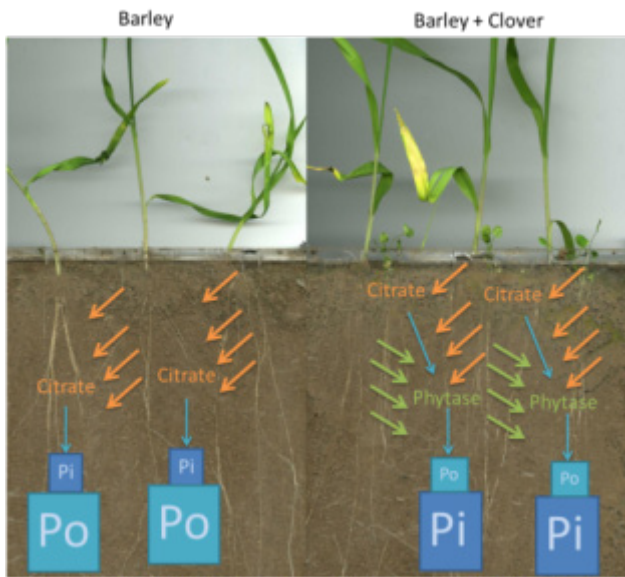 Barley
Barley + Clover
Citrate
Citrate
Pi
Pi
Po
Po
Citrate
Citrate
Phytase
Phytase
Po
Po
Pi
Pi